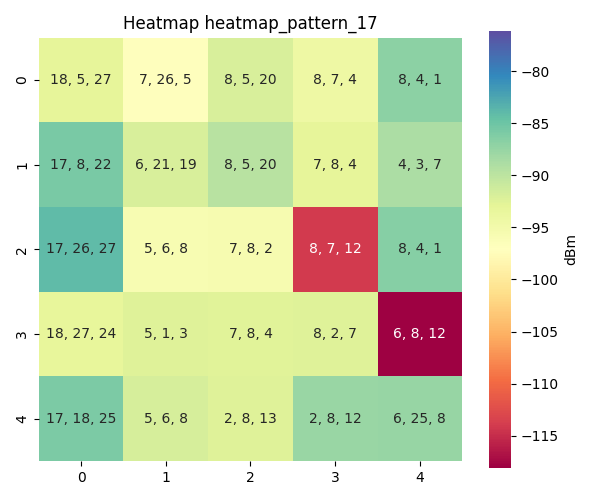 Heatmap heatmap_pattern_17
0 18, 5, 27 7, 26, 5 8, 5, 20 8, 7, 4 8, 4, 1
1 17, 8, 22 6, 21, 19 8, 5, 20 7, 8, 4 4, 3, 7
2 17, 26, 27 5, 6, 8 7, 8, 2 8, 7, 12 8, 4, 1
3 18, 27, 24 5, 1, 3 7, 8, 4 8, 2, 7 6, 8, 12
4 17, 18, 25 5, 6, 8 2, 8, 13 2, 8, 12 6, 25, 8
0 1 2 3 4
−80
−85
−90
−95
−100
−105
−110
−115
dBm